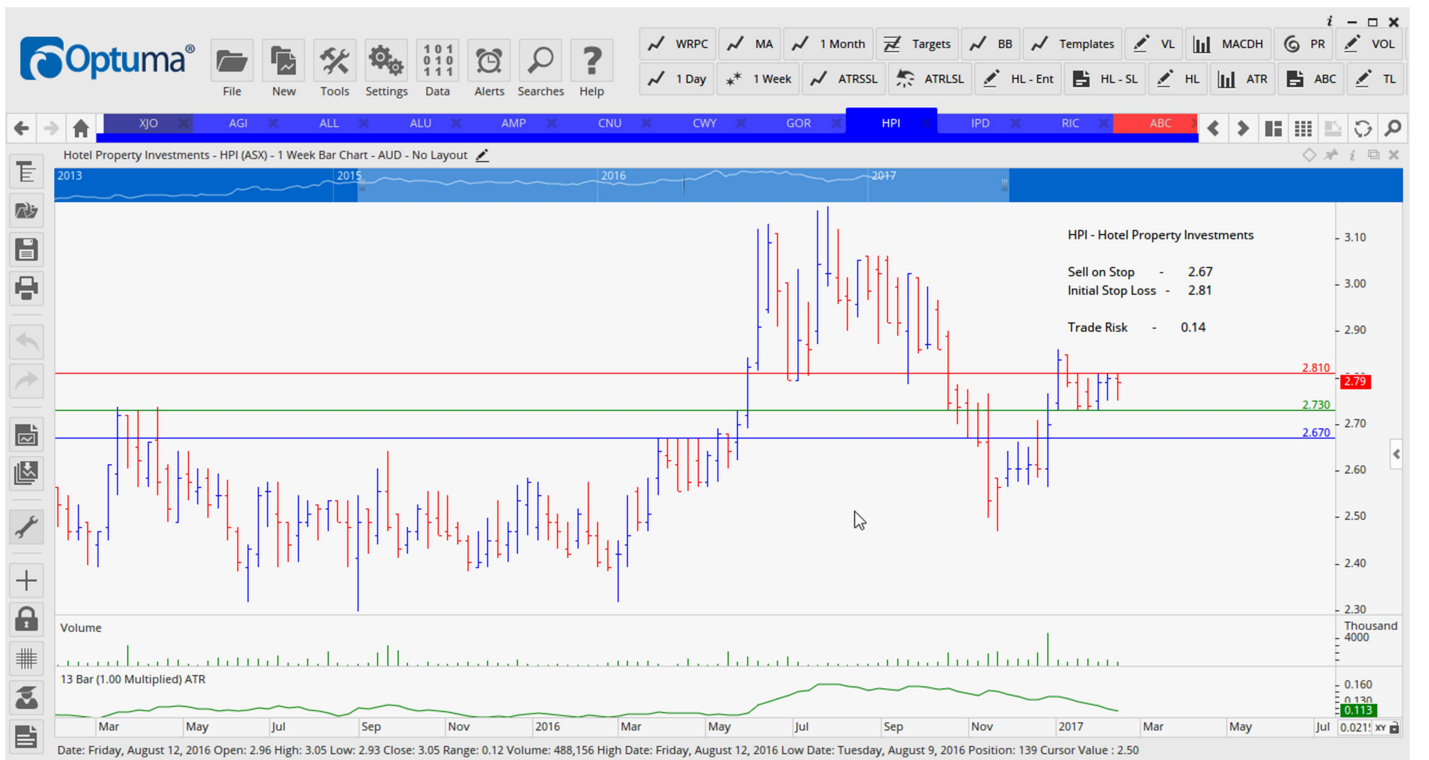 i
Optuma®
File New Tools Settings Data Alerts Searches Help
101
010
111
?
WRPC MA 1 Month Targets BB Templates VL MACDH PR VOL
1 Day 1 Week ATRSSL ATRLSL HL - Ent HL - SL HL ATR ABC TL
XJO AGI ALL ALU AMP CNU CWY GOR HPI IPD RIC ABC
Hotel Property Investments - HPI (ASX) - 1 Week Bar Chart - AUD - No Layout
i
2013 2015 2016 2017
HPI - Hotel Property Investments
Sell on Stop - 2.67
Initial Stop Loss - 2.81
Trade Risk - 0.14
3.10
3.00
2.90
2.810
2.79
2.730
2.70
2.670
2.60
2.50
2.40
2.30
Volume
Thousand
4000
13 Bar (1.00 Multiplied) ATR
0.160
0.130
0.113
Mar May Jul Sep Nov 2016 Mar May Jul Sep Nov 2017 Mar May Jul XY
Date: Friday, August 12, 2016 Open: 2.96 High: 3.05 Low: 2.93 Close: 3.05 Range: 0.12 Volume: 488,156 High Date: Friday, August 12, 2016 Low Date: Tuesday, August 9, 2016 Position: 139 Cursor Value : 2.50